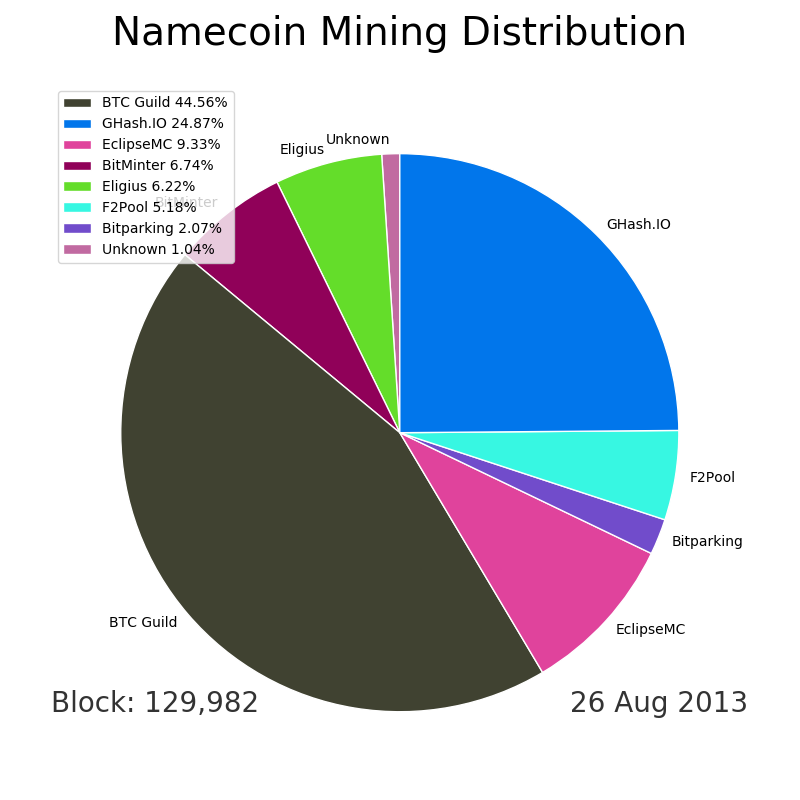 Namecoin Mining Distribution
BTC Guild 44.56%
GHash.IO 24.87%
EclipseMC 9.33%
BitMinter 6.74%
Eligius 6.22%
F2Pool 5.18%
Bitparking 2.07%
Unknown 1.04%
Unknown
Eligius
BitMinter
GHash.IO
F2Pool
Bitparking
EclipseMC
BTC Guild
Block: 129,982
26 Aug 2013